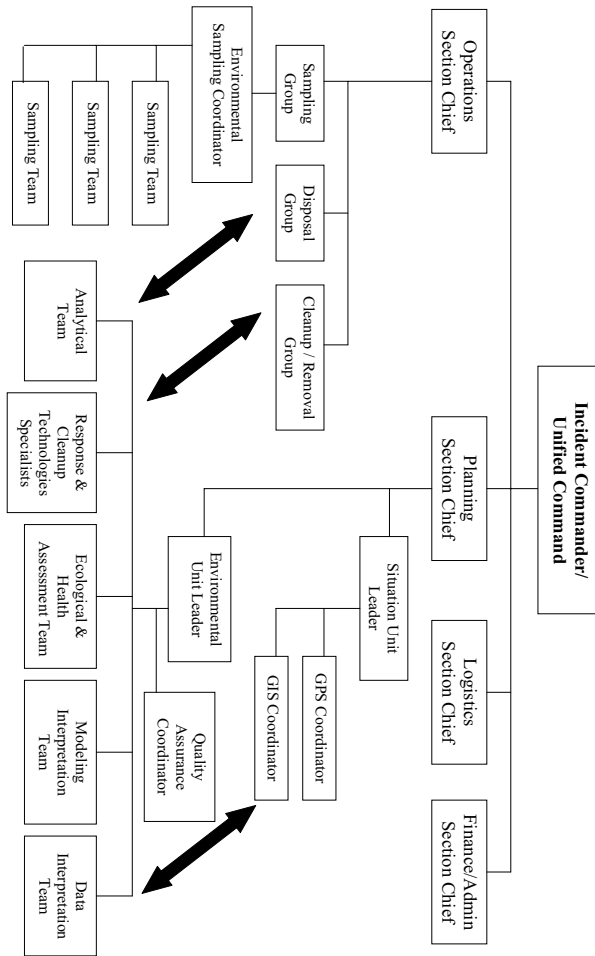 Incident Commander/
Unified Command
Operations
Section Chief
Planning
Section Chief
Logistics
Section Chief
Finance/Admin
Section Chief
Sampling
Group
Disposal
Group
Cleanup / Removal
Group
Situation Unit
Leader
GPS Coordinator
GIS Coordinator
Environmental
Sampling Coordinator
Sampling Team
Sampling Team
Sampling Team
Environmental
Unit Leader
Quality
Assurance
Coordinator
Analytical
Team
Response &
Cleanup
Technologies
Specialists
Ecological &
Health
Assessment Team
Modeling
Interpretation
Team
Data
Interpretation
Team